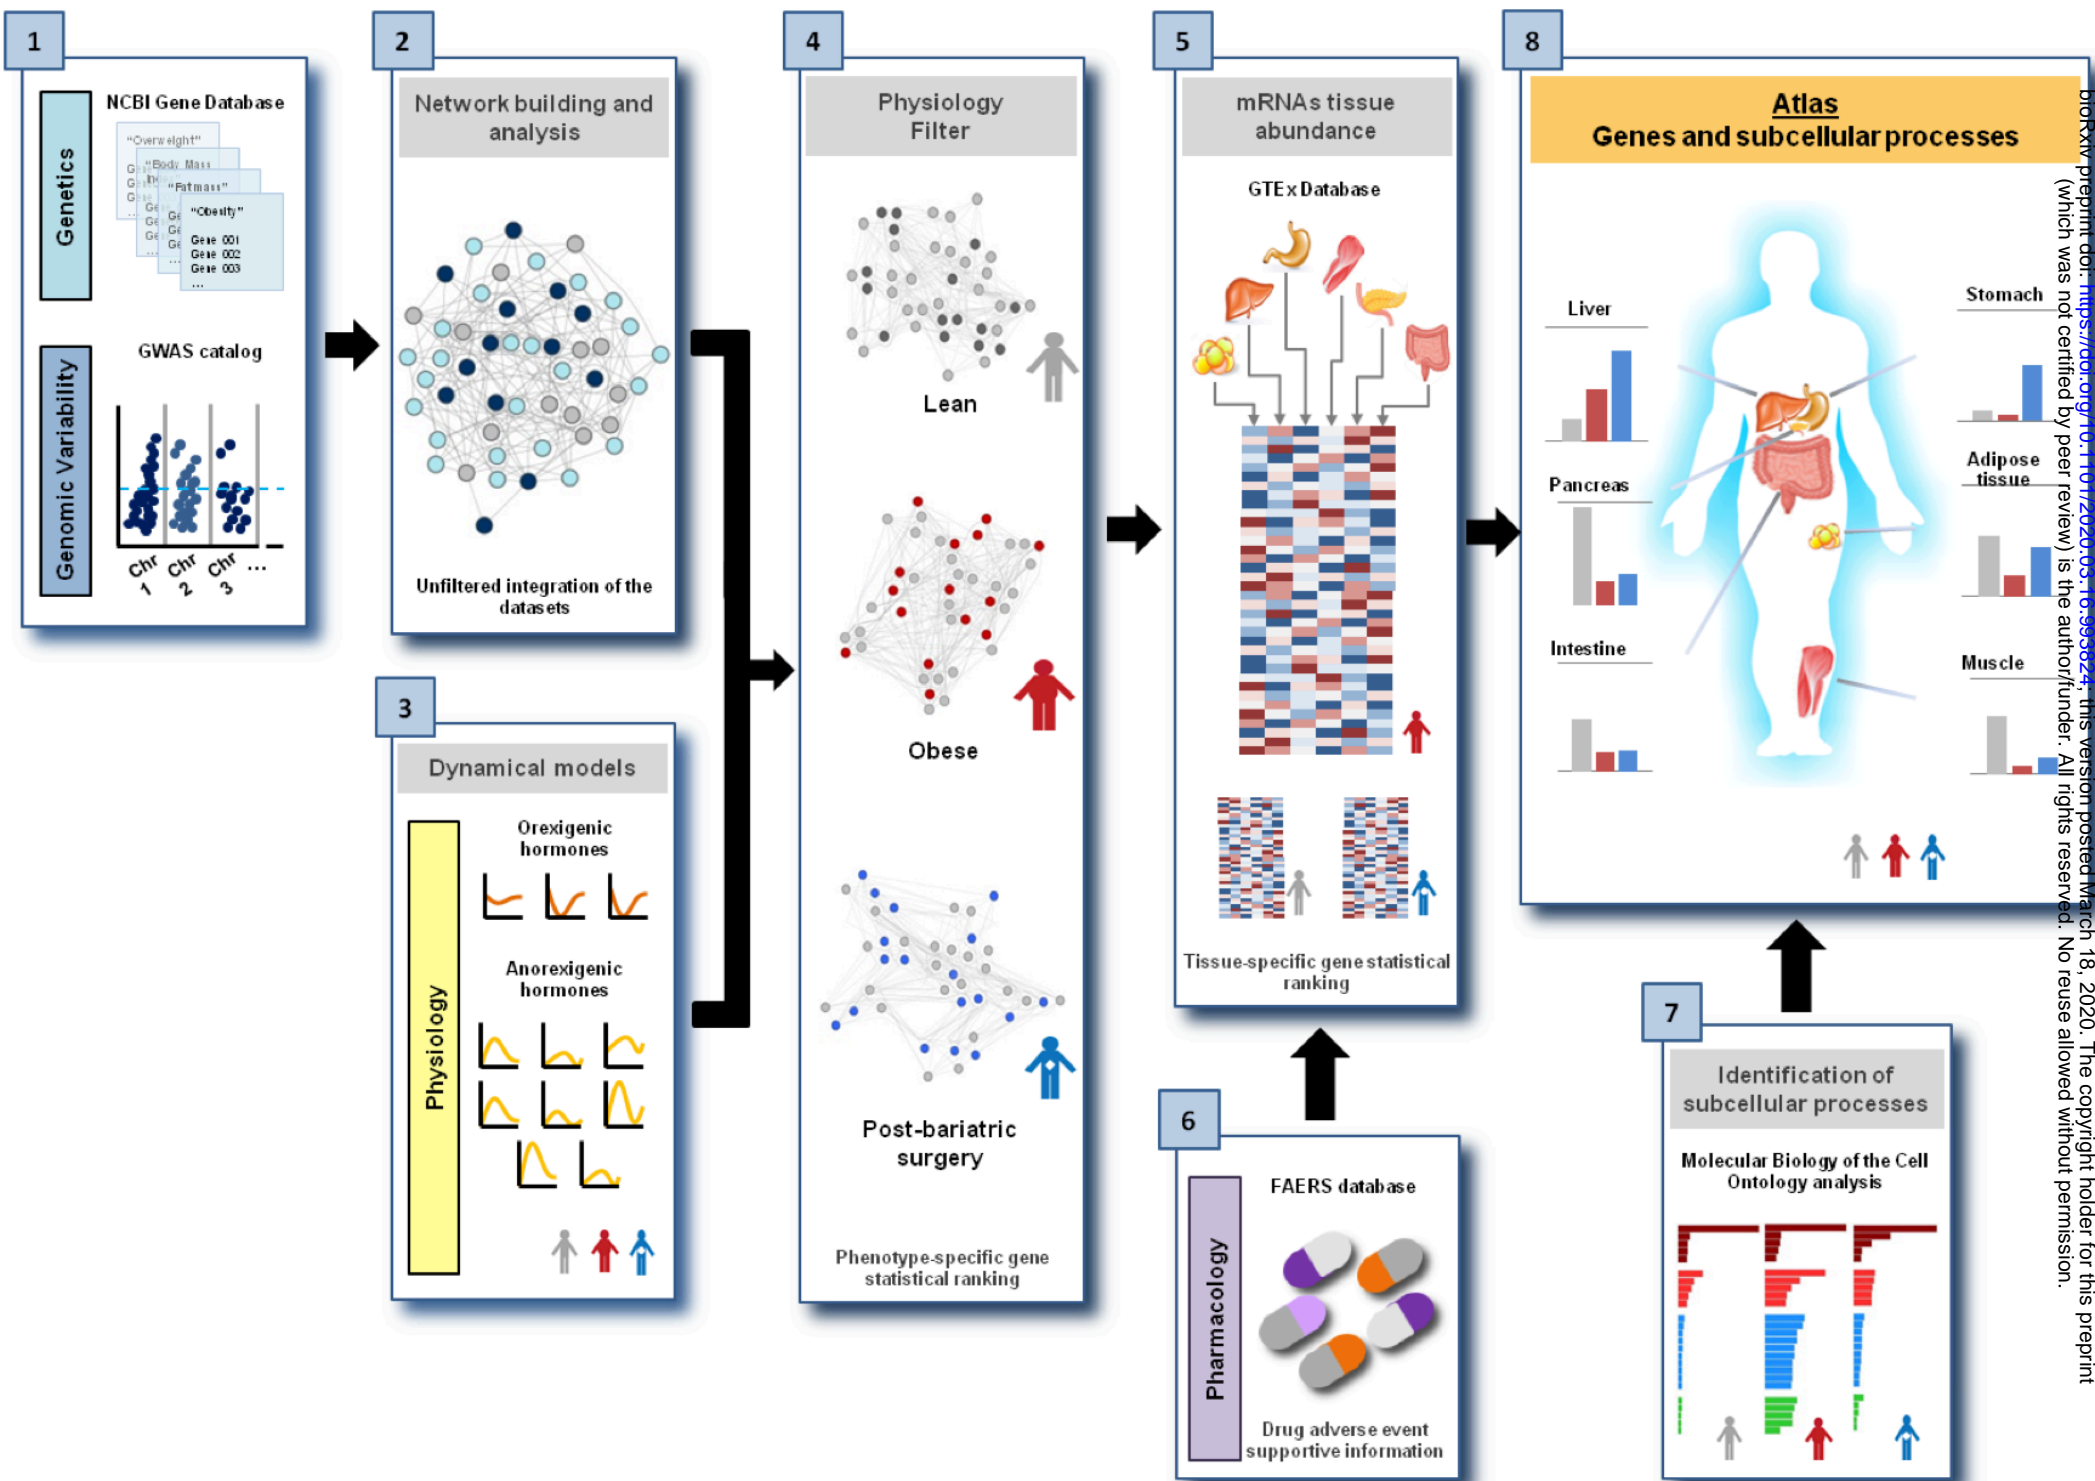 1
Genetics
NCBI Gene Database
"Overweight"
"Body Mass
"Fatmass"
"Obesity"
Gene 001
Gene 002
Gene 003
...
Genomic Variability
GWAS catalog
Chr 1
Chr 2
Chr 3
...
2
Network building and
analysis
Unfiltered integration of the
datasets
3
Dynamical models
Physiology
Orexigenic
hormones
Anorexigenic
hormones
4
Physiology
Filter
Lean
Obese
Post-bariatric
surgery
Phenotype-specific gene
statistical ranking
5
mRNAs tissue
abundance
GTEx Database
Tissue-specific gene statistical
ranking
6
Pharmacology
FAERS database
Drug adverse event
supportive information
7
Identification of
subcellular processes
Molecular Biology of the Cell
Ontology analysis
8
Atlas
Genes and subcellular processes
Liver
Pancreas
Intestine
Stomach
Adipose
tissue
Muscle
bioRxiv preprint doi: https://doi.org/10.1101/2020.03.16.993824; this version posted March 18, 2020. The copyright holder for this preprint
(which was not certified by peer review) is the author/funder. All rights reserved. No reuse allowed without permission.